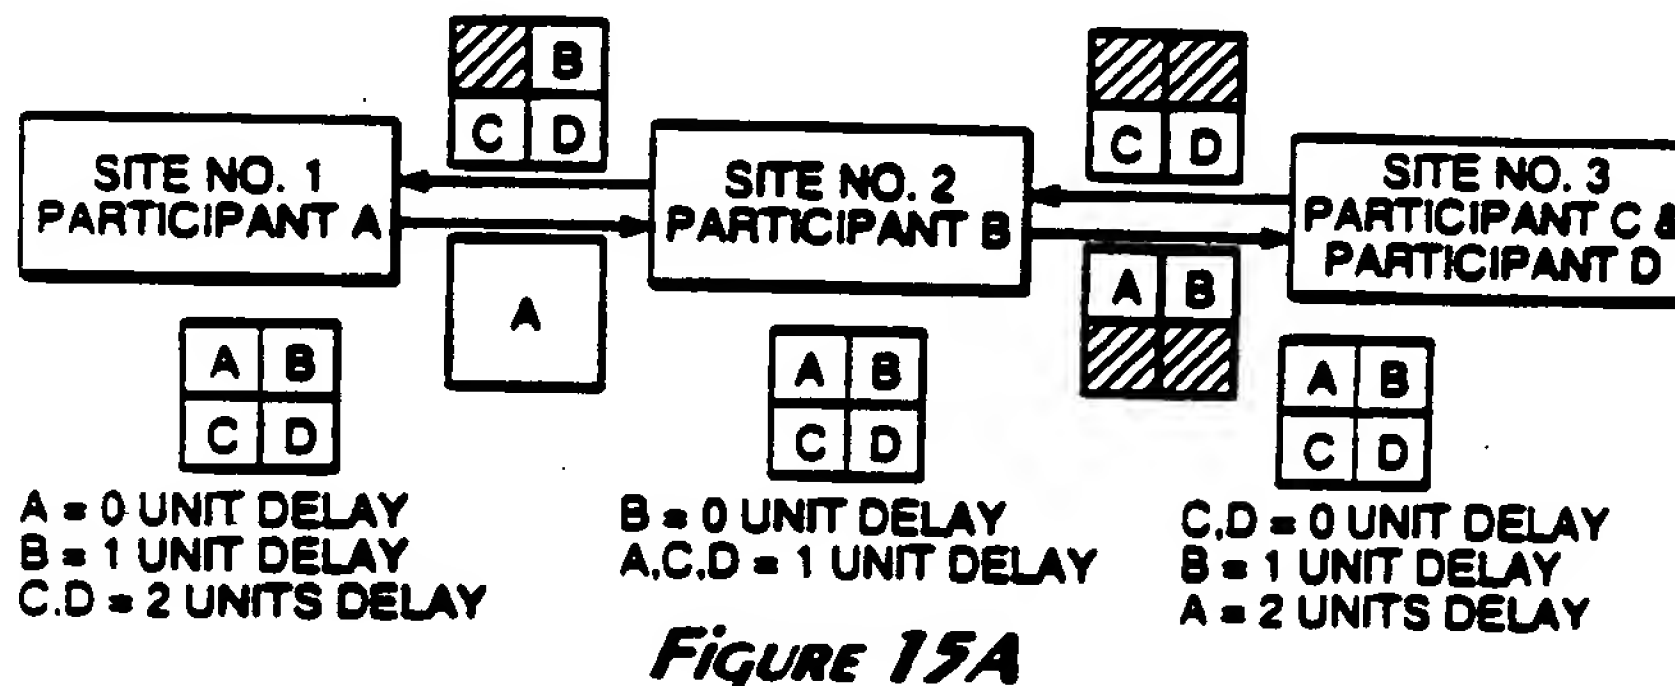 B
C D
C D
SITE NO. 1
PARTICIPANT A
SITE NO. 2
PARTICIPANT B
SITE NO. 3
PARTICIPANT C &
PARTICIPANT D
A
A B
A B
C D
A B
C D
A B
C D
A = 0 UNIT DELAY
B = 1 UNIT DELAY
C,D = 2 UNITS DELAY
B = 0 UNIT DELAY
A,C,D = 1 UNIT DELAY
C,D = 0 UNIT DELAY
B = 1 UNIT DELAY
A = 2 UNITS DELAY
FIGURE 15A